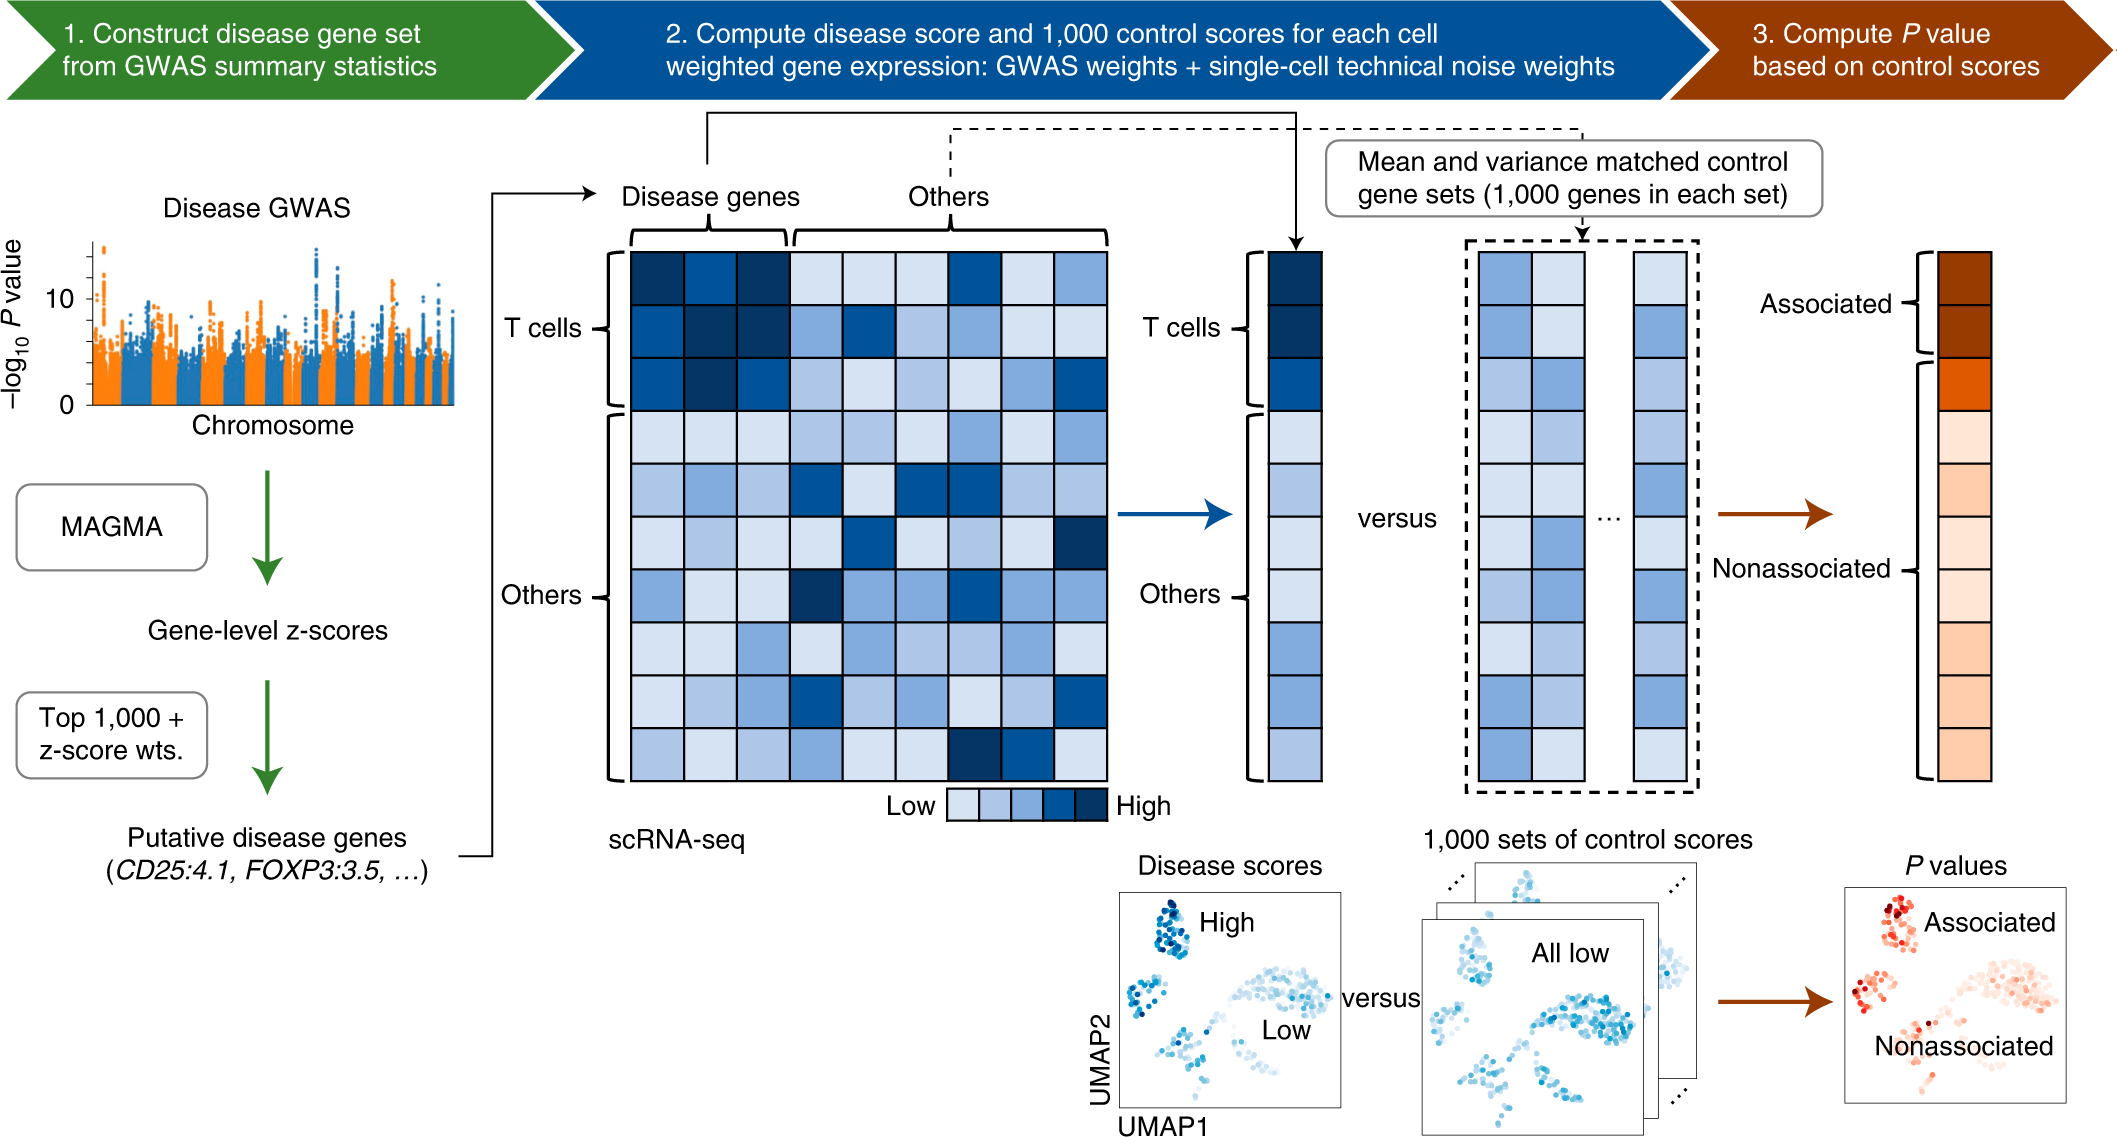 1. Construct disease gene set
from GWAS summary statistics
2. Compute disease score and 1,000 control scores for each cell
weighted gene expression: GWAS weights + single-cell technical noise weights
3. Compute P value
based on control scores
Disease GWAS
–log10 P value
10
0
Chromosome
MAGMA
Gene-level z-scores
Top 1,000 +
z-score wts.
Putative disease genes
(CD25:4.1, FOXP3:3.5, …)
Disease genes
Others
T cells
Others
Low
High
scRNA-seq
T cells
Others
versus
Mean and variance matched control
gene sets (1,000 genes in each set)
…
Associated
Nonassociated
Disease scores
High
Low
UMAP2
UMAP1
versus
1,000 sets of control scores
All low
P values
Associated
Nonassociated